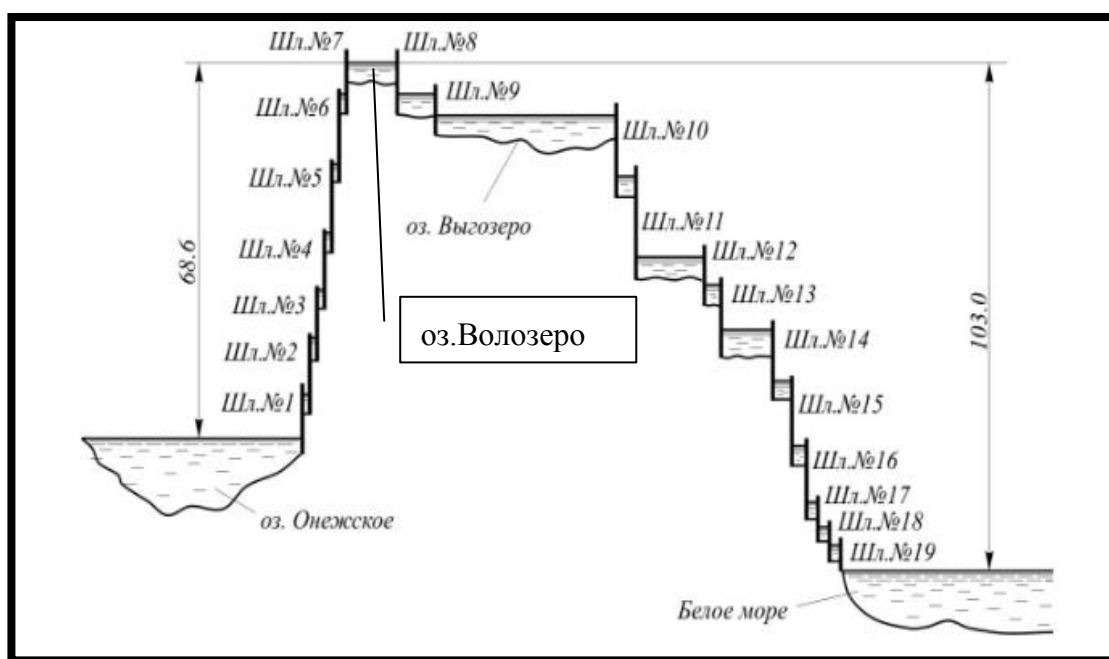 Шл.№7
Шл.№8
Шл.№6
Шл.№9
Шл.№10
Шл.№5
оз. Выгозеро
Шл.№11
Шл.№4
Шл.№12
68.6
Шл.№3
Шл.№13
103.0
оз.Волозеро
Шл.№2
Шл.№14
Шл.№1
Шл.№15
Шл.№16
Шл.№17
оз. Онежское
Шл.№18
Шл.№19
Белое море